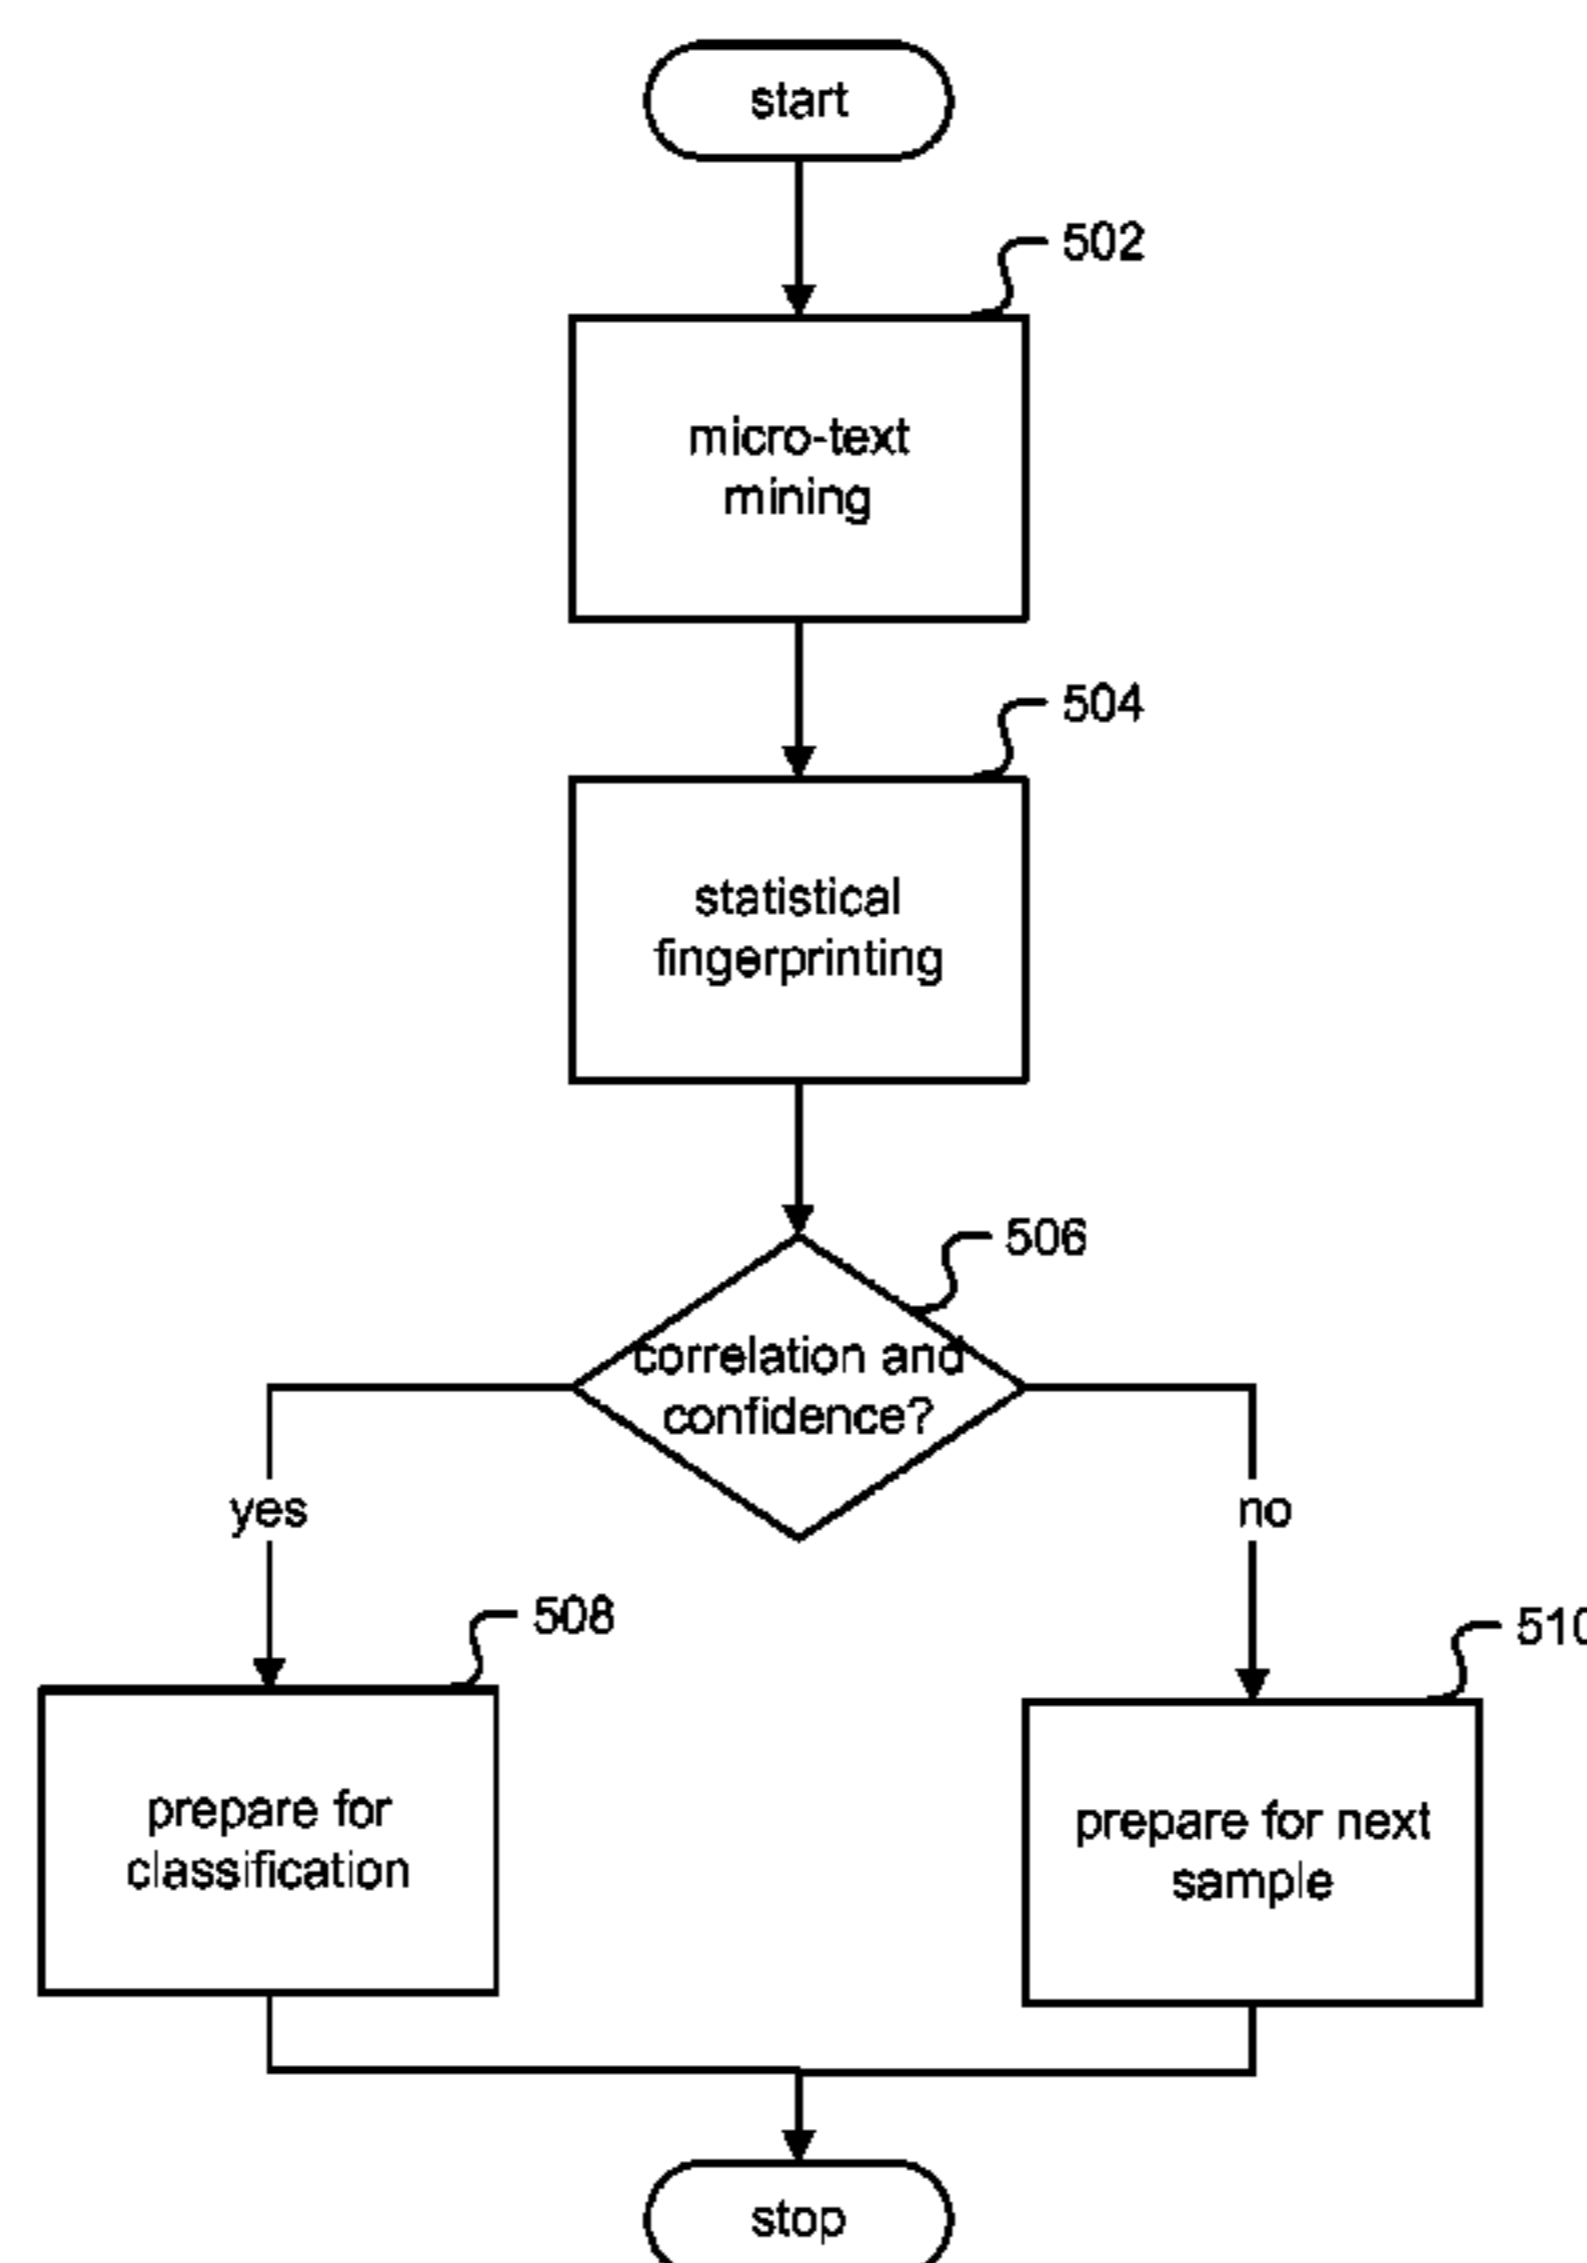 start
502
micro-text
mining
504
statistical
fingerprinting
506
correlation and
confidence?
yes
no
508
510
prepare for
classification
prepare for next
sample
stop